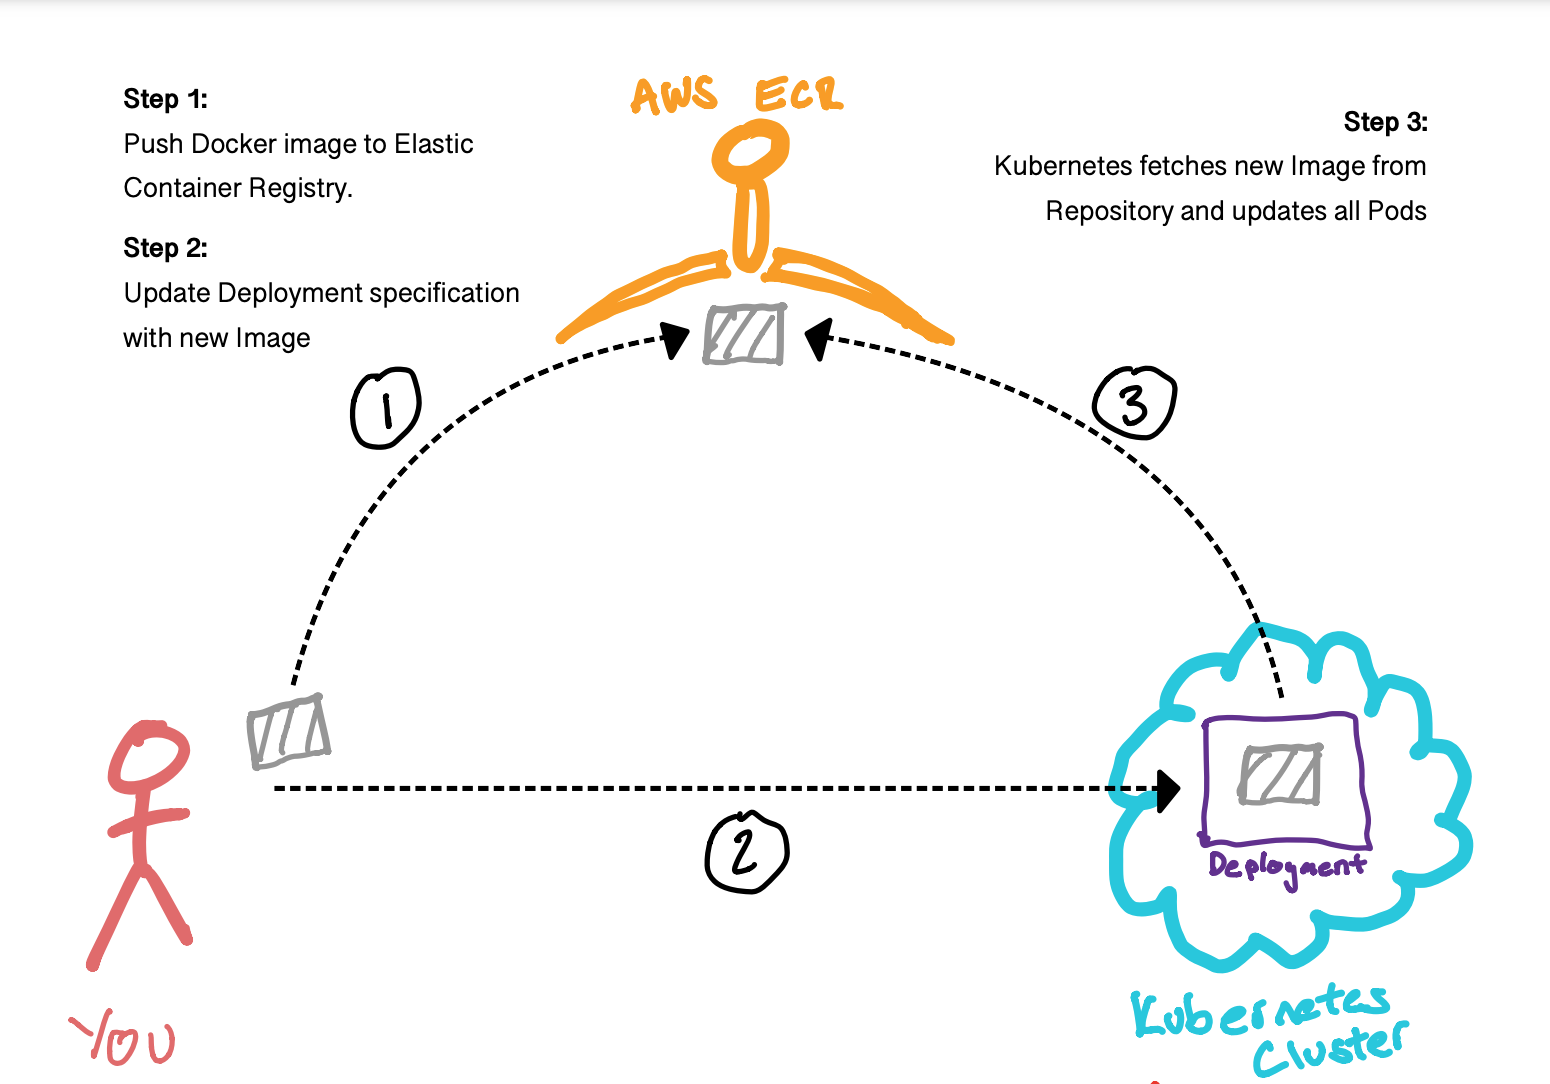 Step 1:
Push Docker image to Elastic
Container Registry.
Step 2:
Update Deployment specification
with new Image
AWS ECR
Step 3:
Kubernetes fetches new Image from
Repository and updates all Pods
1
3
2
Deployment
YOU
Kubernetes
Cluster